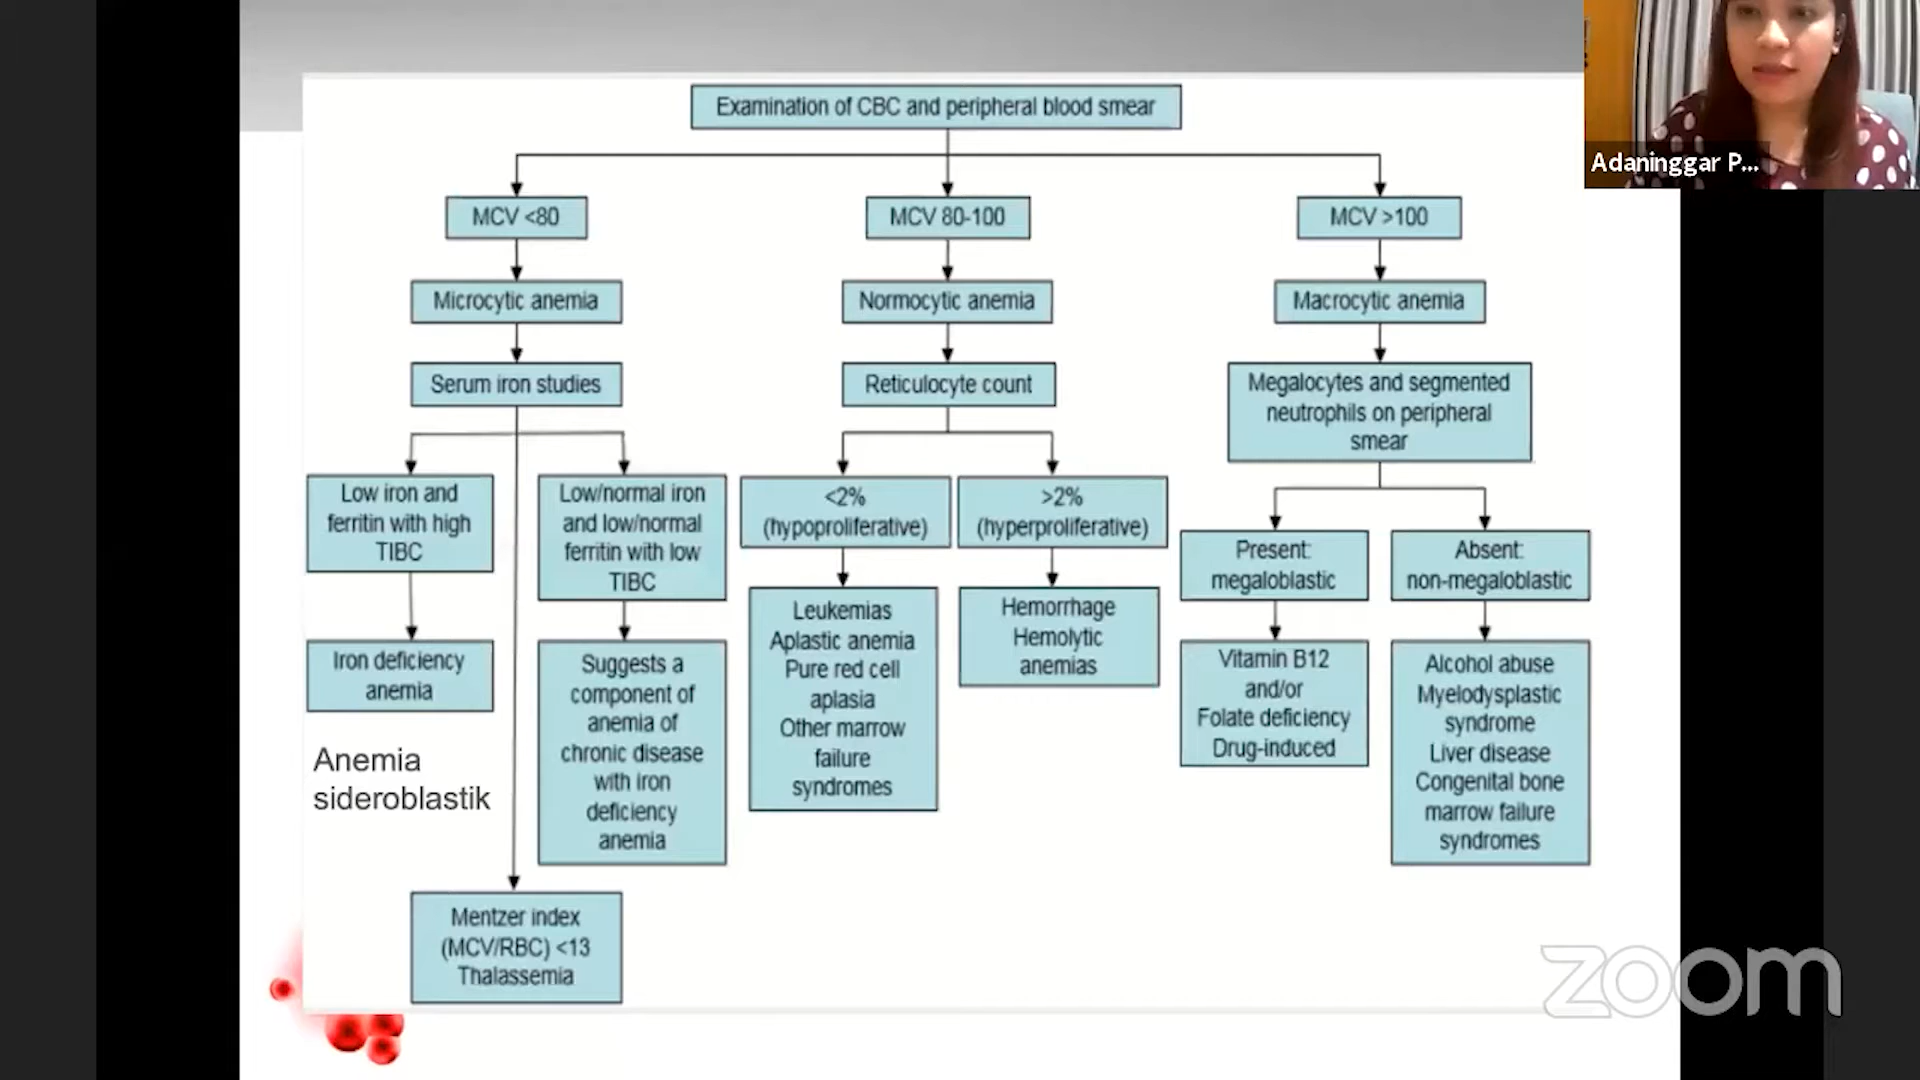 Examination of CBC and peripheral blood smear
MCV <80
MCV 80-100
MCV >100
Microcytic anemia
Normocytic anemia
Macrocytic anemia
Serum iron studies
Reticulocyte count
Megalocytes and segmented
neutrophils on peripheral
smear
Low iron and
ferritin with high
TIBC
Low/normal iron
and low/normal
ferritin with low
TIBC
<2%
(hypoproliferative)
>2%
(hyperproliferative)
Present:
megaloblastic
Absent:
non-megaloblastic
Iron deficiency
anemia
Suggests a
component of
anemia of
chronic disease
with iron
deficiency
anemia
Leukemias
Aplastic anemia
Pure red cell
aplasia
Other marrow
failure
syndromes
Hemorrhage
Hemolytic
anemias
Vitamin B12
and/or
Folate deficiency
Drug-induced
Alcohol abuse
Myelodysplastic
syndrome
Liver disease
Congenital bone
marrow failure
syndromes
Anemia
sideroblastik
Mentzer index
(MCV/RBC) <13
Thalassemia
Adaninggar P...
zoom